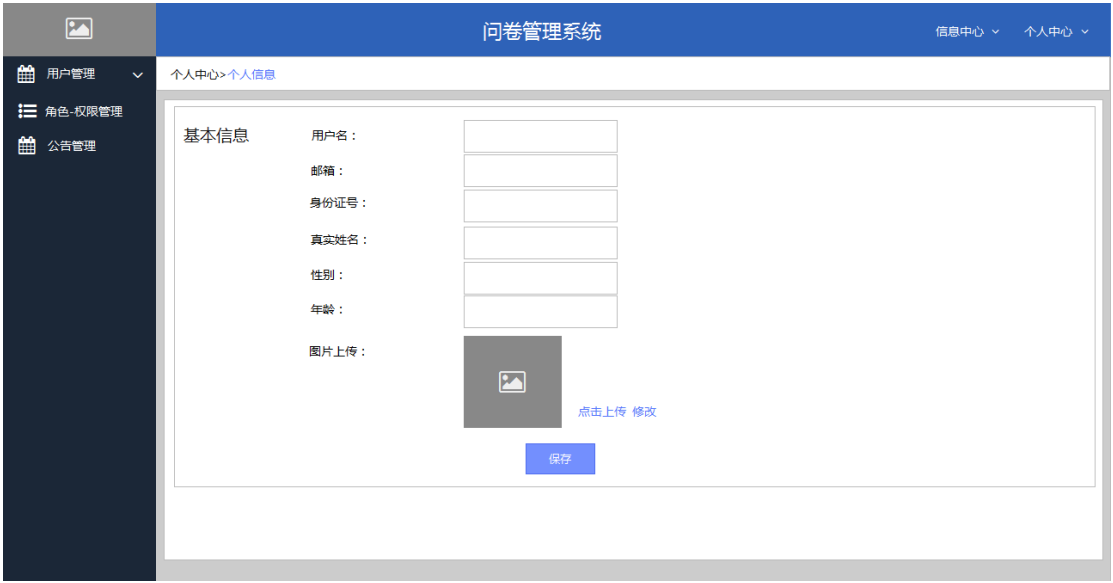 问卷管理系统
信息中心
个人中心
用户管理
角色-权限管理
公告管理
个人中心>个人信息
基本信息
用户名：
邮箱：
身份证号：
真实姓名：
性别：
年龄：
图片上传：
点击上传 修改
保存